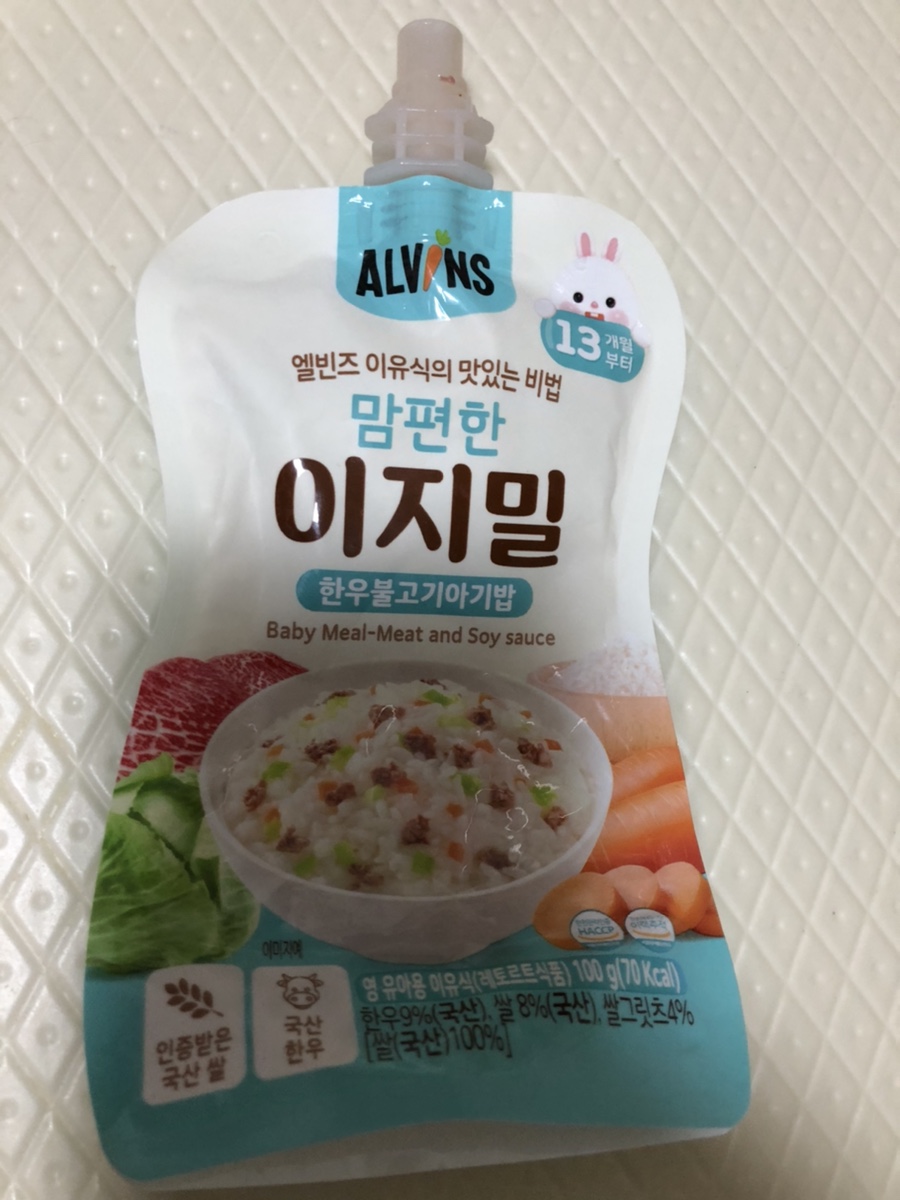 ALVINS
13 개월
부터
엘빈즈 이유식의 맛있는 비법
맘편한
이지밀
한우불고기아기밥
Baby Meal-Meat and Soy sauce
HACCP
이미지예
인증받은
국산 쌀
국산
한우
영 유아용 이유식(레토르트식품) 100 g(70 Kcal)
한우9%(국산), 쌀 8%(국산), 쌀그릿츠4%
[쌀(국산)100%]